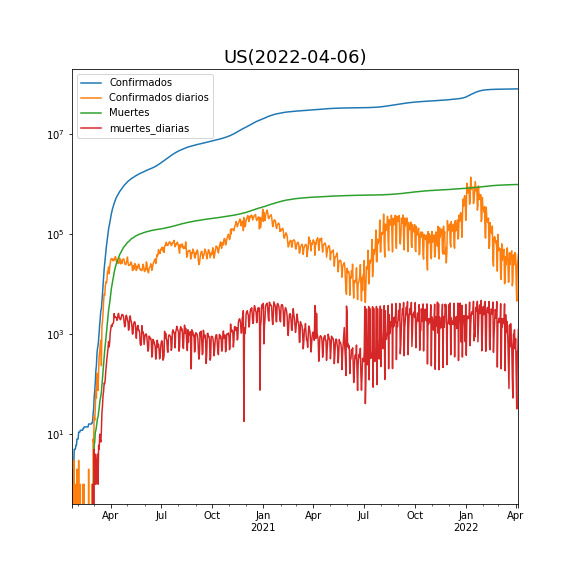 US(2022-04-06)
Confirmados
Confirmados diarios
Muertes
muertes_diarias
10^7
10^5
10^3
10^1
Apr Jul Oct Jan Apr Jul Oct Jan Apr
2021 2022